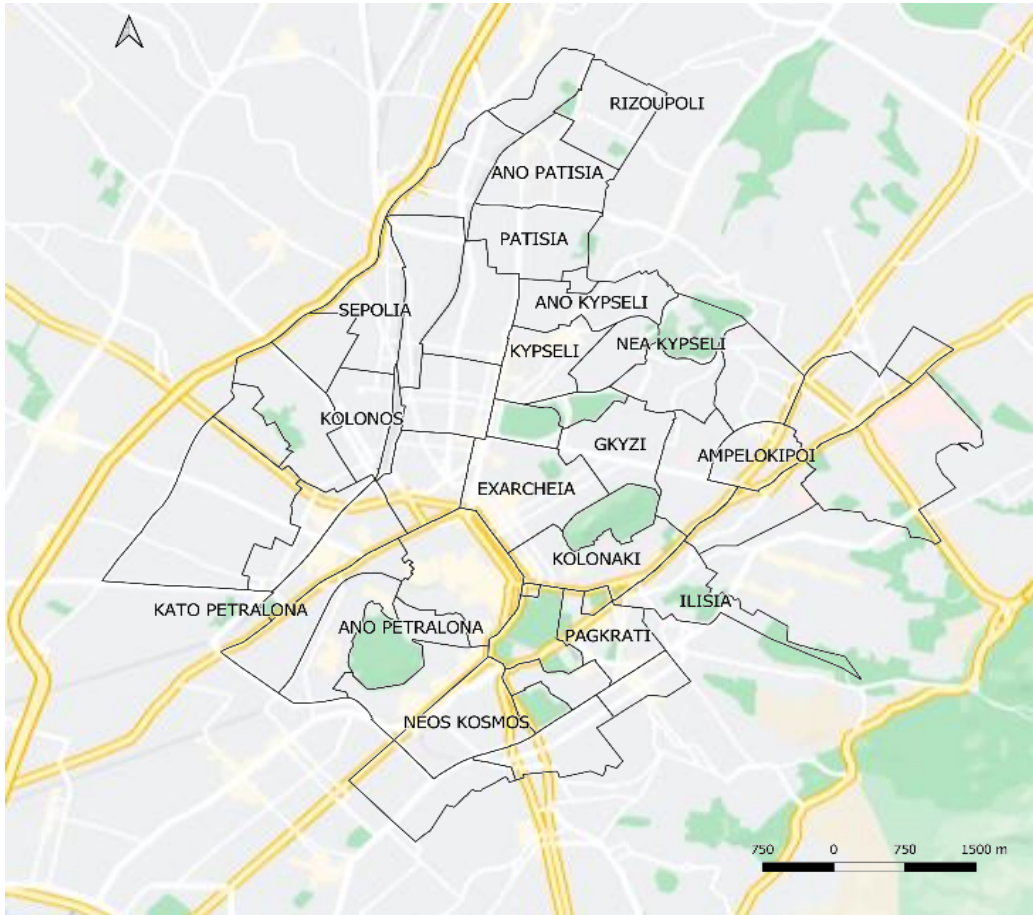 RIZOUPOLI
ANO PATISIA
PATISIA
ANO KYPSELI
SEPOLIA
KYPSELI
NEA KYPSELI
KOLONOS
GKYZI
AMPELOKIPOI
EXARCHEIA
KOLONAKI
ILISIA
KATO PETRALONA
ANO PETRALONA
PAGKRATI
NEOS KOSMOS
750 0 750 1500 m